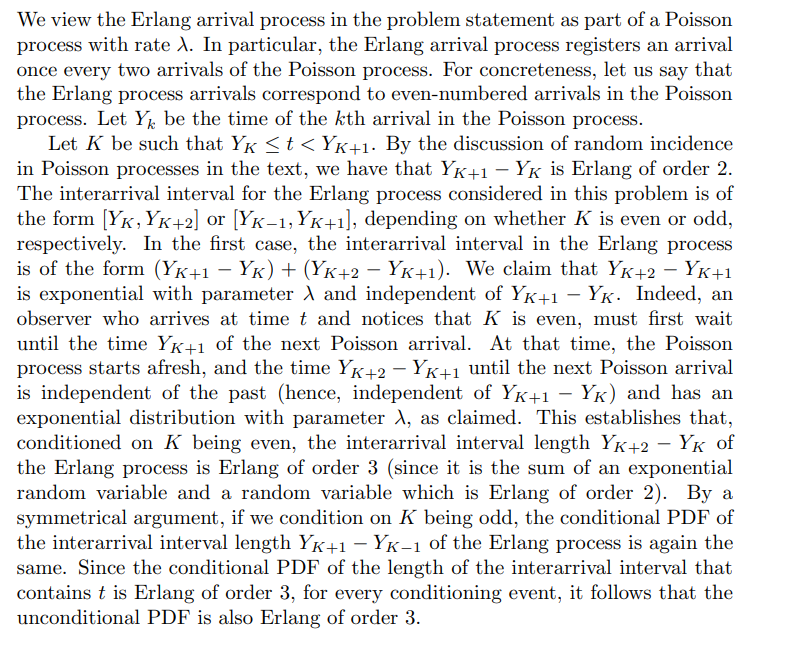 We view the Erlang arrival process in the problem statement as part of a Poisson
process with rate λ. In particular, the Erlang arrival process registers an arrival
once every two arrivals of the Poisson process. For concreteness, let us say that
the Erlang process arrivals correspond to even-numbered arrivals in the Poisson
process. Let Yₖ be the time of the kth arrival in the Poisson process.
Let K be such that Y_K ≤ t < Y_{K+1}. By the discussion of random incidence
in Poisson processes in the text, we have that Y_{K+1} − Y_K is Erlang of order 2.
The interarrival interval for the Erlang process considered in this problem is of
the form [Y_K, Y_{K+2}] or [Y_{K−1}, Y_{K+1}], depending on whether K is even or odd,
respectively. In the first case, the interarrival interval in the Erlang process
is of the form (Y_{K+1} − Y_K) + (Y_{K+2} − Y_{K+1}). We claim that Y_{K+2} − Y_{K+1}
is exponential with parameter λ and independent of Y_{K+1} − Y_K. Indeed, an
observer who arrives at time t and notices that K is even, must first wait
until the time Y_{K+1} of the next Poisson arrival. At that time, the Poisson
process starts afresh, and the time Y_{K+2} − Y_{K+1} until the next Poisson arrival
is independent of the past (hence, independent of Y_{K+1} − Y_K) and has an
exponential distribution with parameter λ, as claimed. This establishes that,
conditioned on K being even, the interarrival interval length Y_{K+2} − Y_K of
the Erlang process is Erlang of order 3 (since it is the sum of an exponential
random variable and a random variable which is Erlang of order 2). By a
symmetrical argument, if we condition on K being odd, the conditional PDF of
the interarrival interval length Y_{K+1} − Y_{K−1} of the Erlang process is again the
same. Since the conditional PDF of the length of the interarrival interval that
contains t is Erlang of order 3, for every conditioning event, it follows that the
unconditional PDF is also Erlang of order 3.